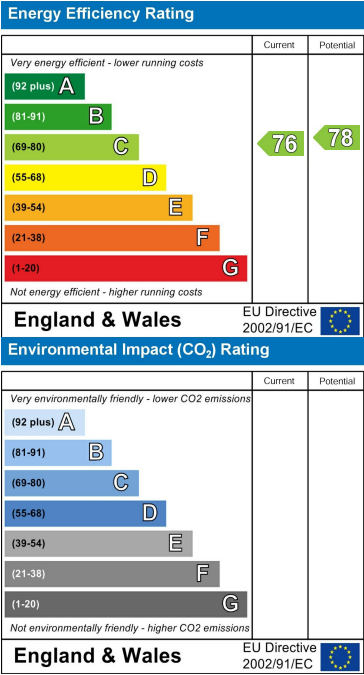 Energy Efficiency Rating
Current Potential
Very energy efficient - lower running costs
(92 plus) A
(81-91) B
(69-80) C 76 78
(55-68) D
(39-54) E
(21-38) F
(1-20) G
Not energy efficient - higher running costs
England & Wales
EU Directive
2002/91/EC
Environmental Impact (CO₂) Rating
Current Potential
Very environmentally friendly - lower CO2 emissions
(92 plus) A
(81-91) B
(69-80) C
(55-68) D
(39-54) E
(21-38) F
(1-20) G
Not environmentally friendly - higher CO2 emissions
England & Wales
EU Directive
2002/91/EC